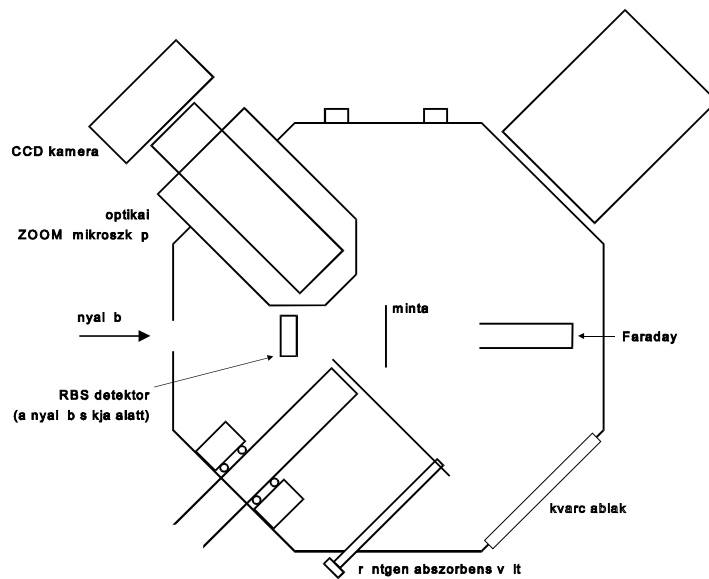 CCD kamera
optikai
ZOOM mikroszk p
nyal b
minta
Faraday
RBS detektor
(a nyal b s kja alatt)
kvarc ablak
r ntgen abszorbens v lt